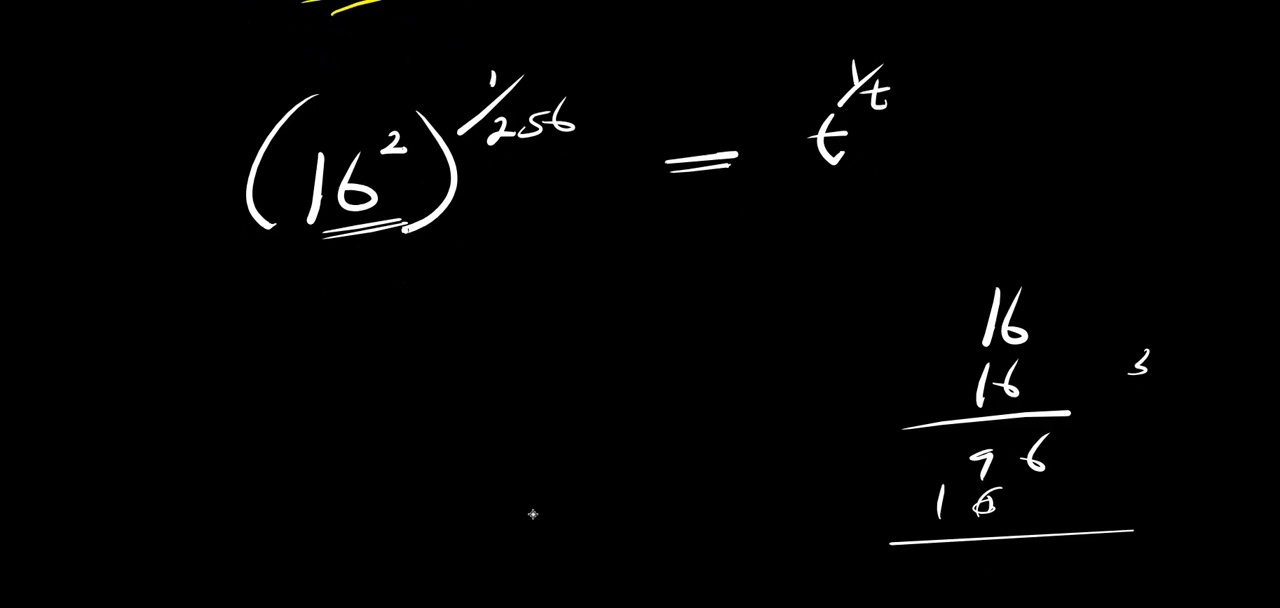 (16²)^1/256 = t^1/t
16
16 3
96
16